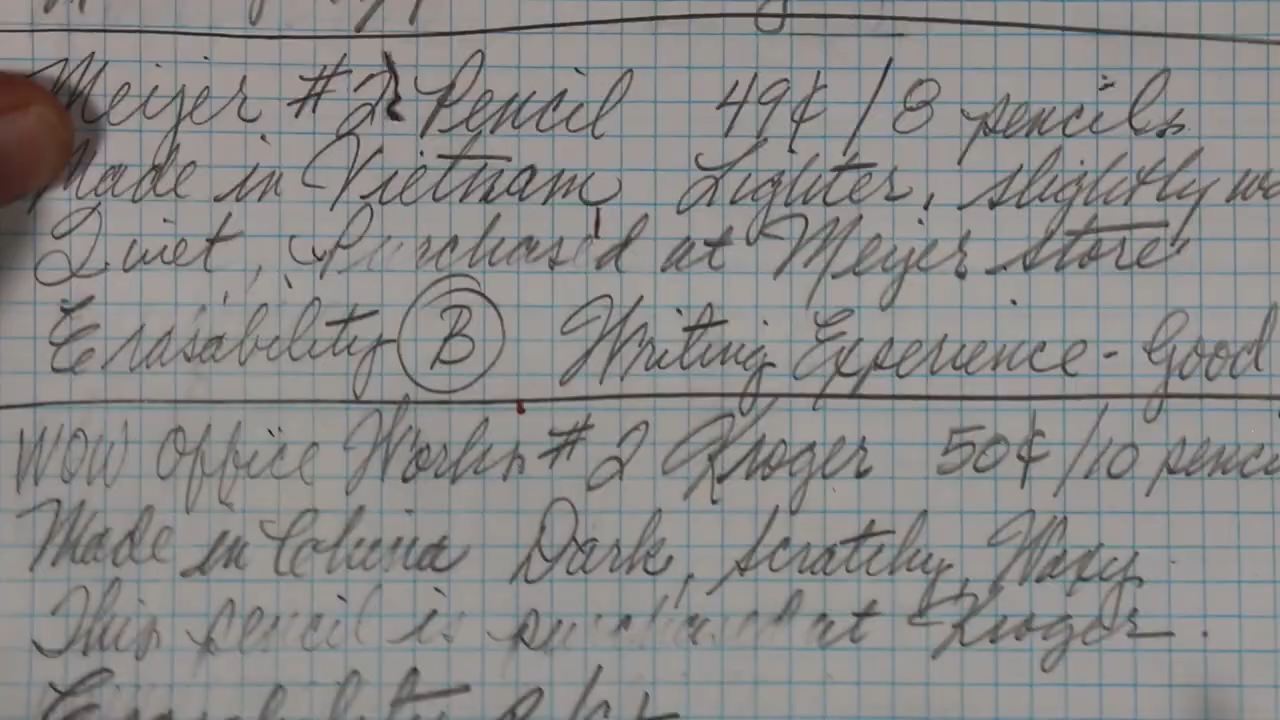 Meijer #2 Pencil 49¢ / 8 pencils
Made in Vietnam Lighter, slightly
Quiet, Purchased at Meijer Store
Erasability B Writing Experience - Good
WOW Office Works #2 Kroger 50¢ /10
Made in China Dark, Scratchy, Waxy
This pencil is purchased at Kroger.